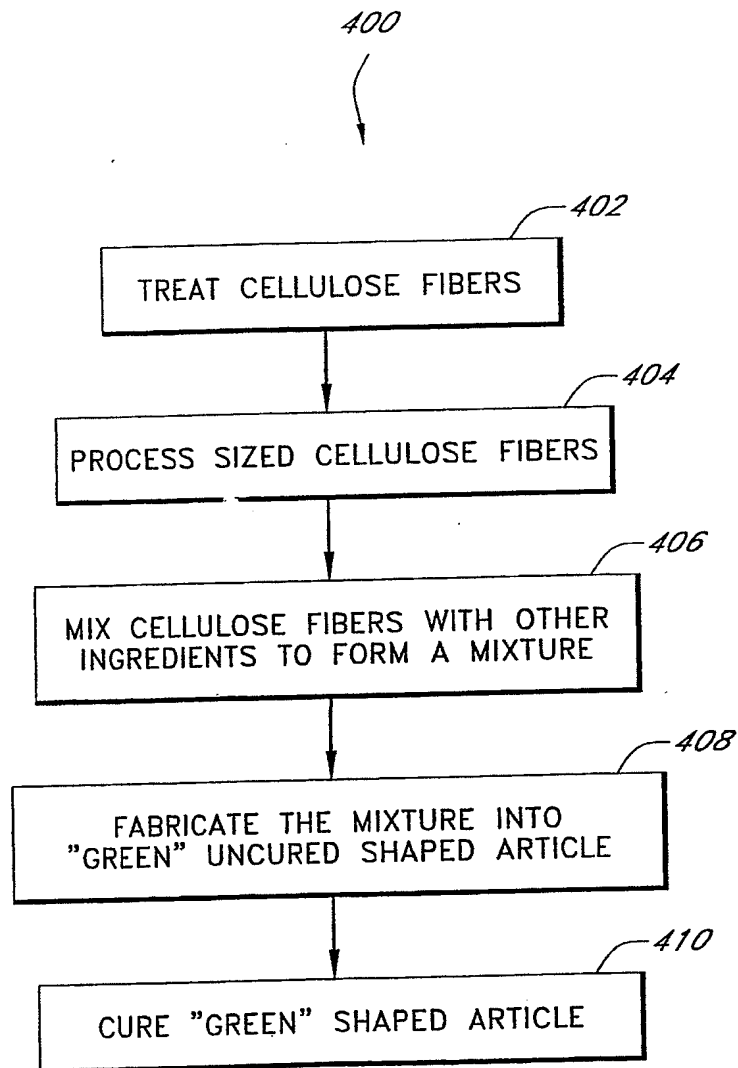 400
402
TREAT CELLULOSE FIBERS
404
PROCESS SIZED CELLULOSE FIBERS
406
MIX CELLULOSE FIBERS WITH OTHER
INGREDIENTS TO FORM A MIXTURE
408
FABRICATE THE MIXTURE INTO
"GREEN" UNCURED SHAPED ARTICLE
410
CURE "GREEN" SHAPED ARTICLE